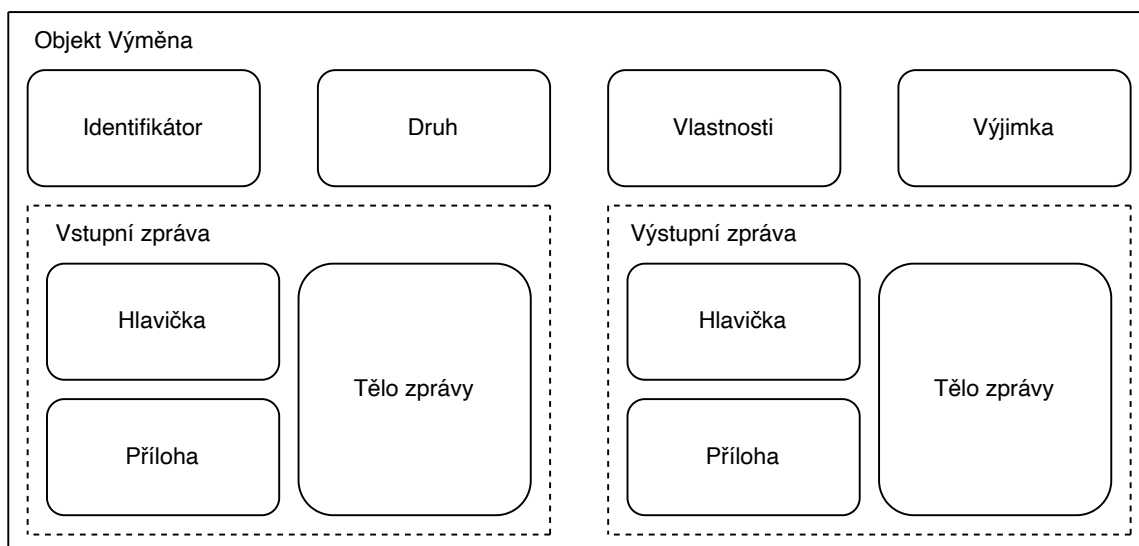 Objekt Výměna
Identifikátor
Druh
Vlastnosti
Výjimka
Vstupní zpráva
Hlavička
Příloha
Tělo zprávy
Výstupní zpráva
Hlavička
Příloha
Tělo zprávy